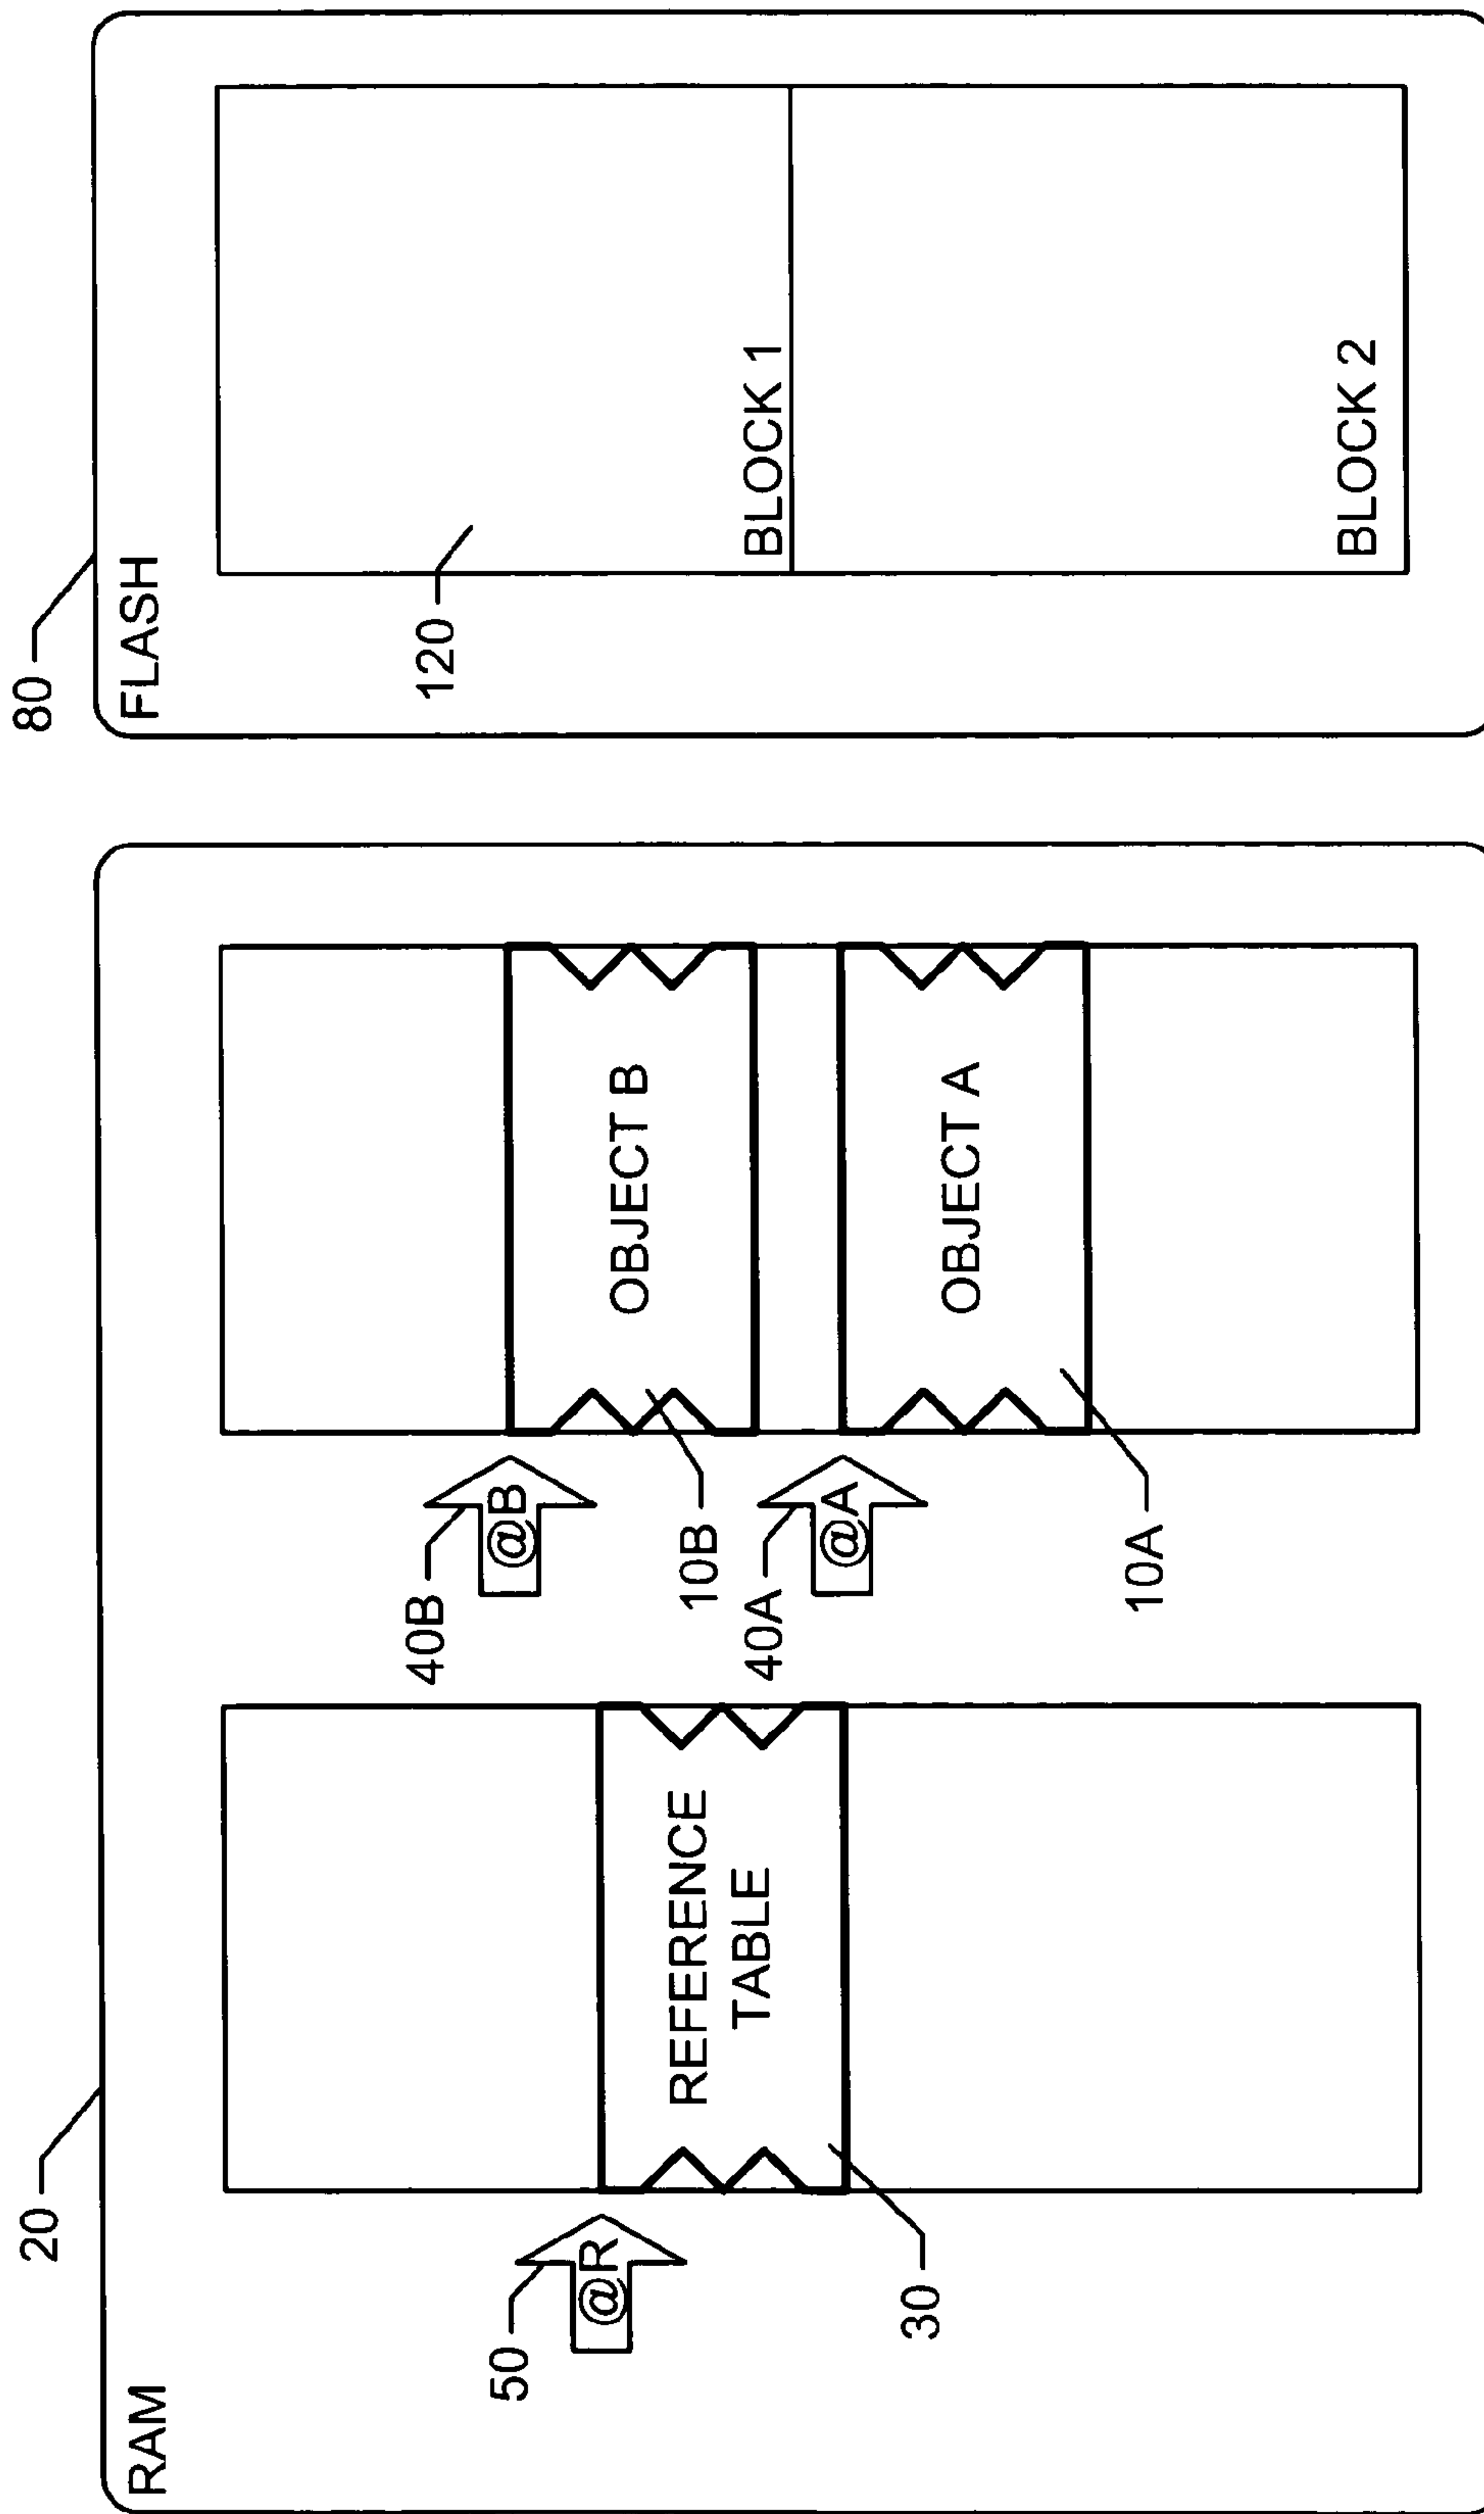 20
RAM
50
@R
REFERENCE
TABLE
30
40B
@B
OBJECT B
10B
40A
@A
OBJECT A
10A
80
FLASH
120
BLOCK 1
BLOCK 2